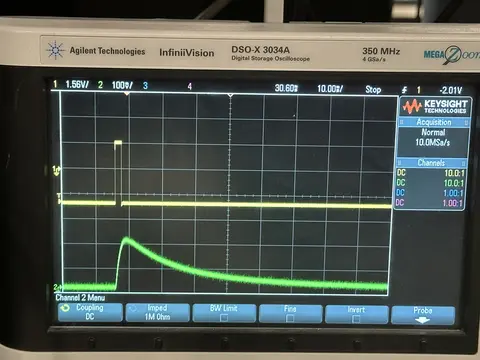 Agilent Technologies InfiniiVision DSO-X 3034A 350 MHz MEGA Zoom
Digital Storage Oscilloscope 4 GSa/s
1 1.56V/ 2 100%/ 3 4 30.60% 10.00%/ Stop 1 -2.01V
KEYSIGHT
TECHNOLOGIES
Acquisition
Normal
10.0MSa/s
Channels
DC 10.0:1
DC 10.0:1
DC 1.00:1
DC 1.00:1
Channel 2 Menu
Coupling Imped BW Limit Fine Invert Probe
DC 1M Ohm